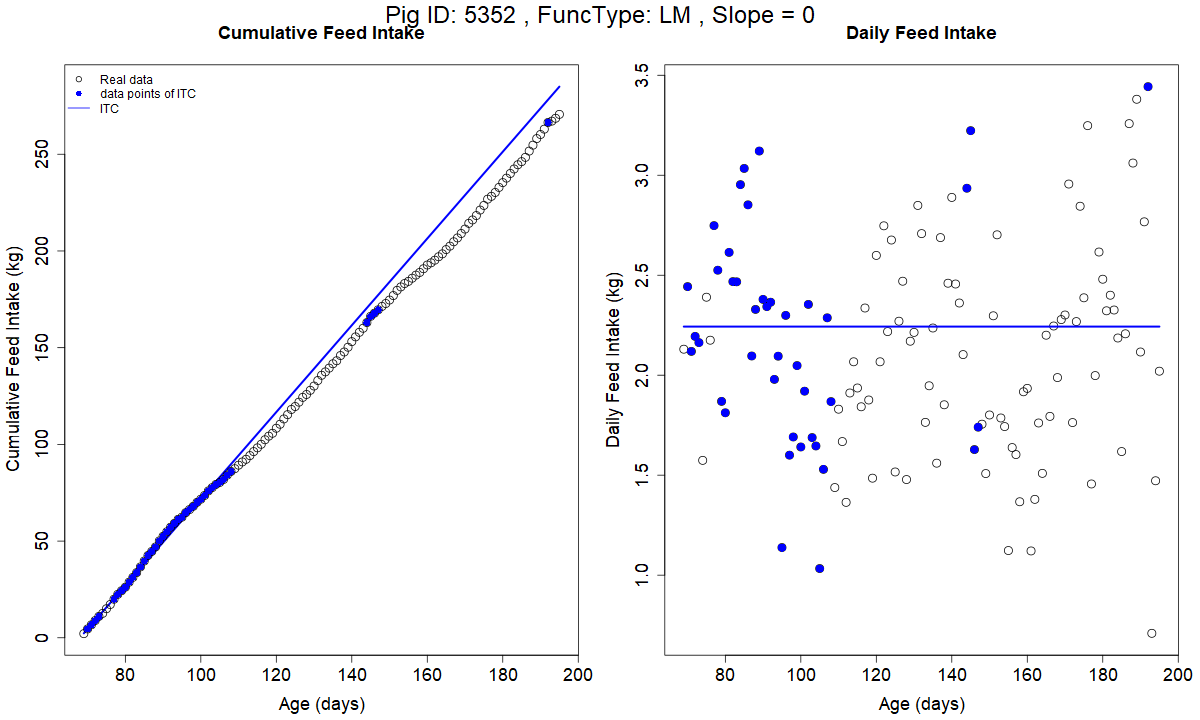 Pig ID: 5352 , FuncType: LM , Slope = 0
Cumulative Feed Intake
Real data
data points of ITC
ITC
Cumulative Feed Intake (kg)
0 50 100 150 200 250
80 100 120 140 160 180 200
Age (days)
Daily Feed Intake
Daily Feed Intake (kg)
1.0 1.5 2.0 2.5 3.0 3.5
80 100 120 140 160 180 200
Age (days)